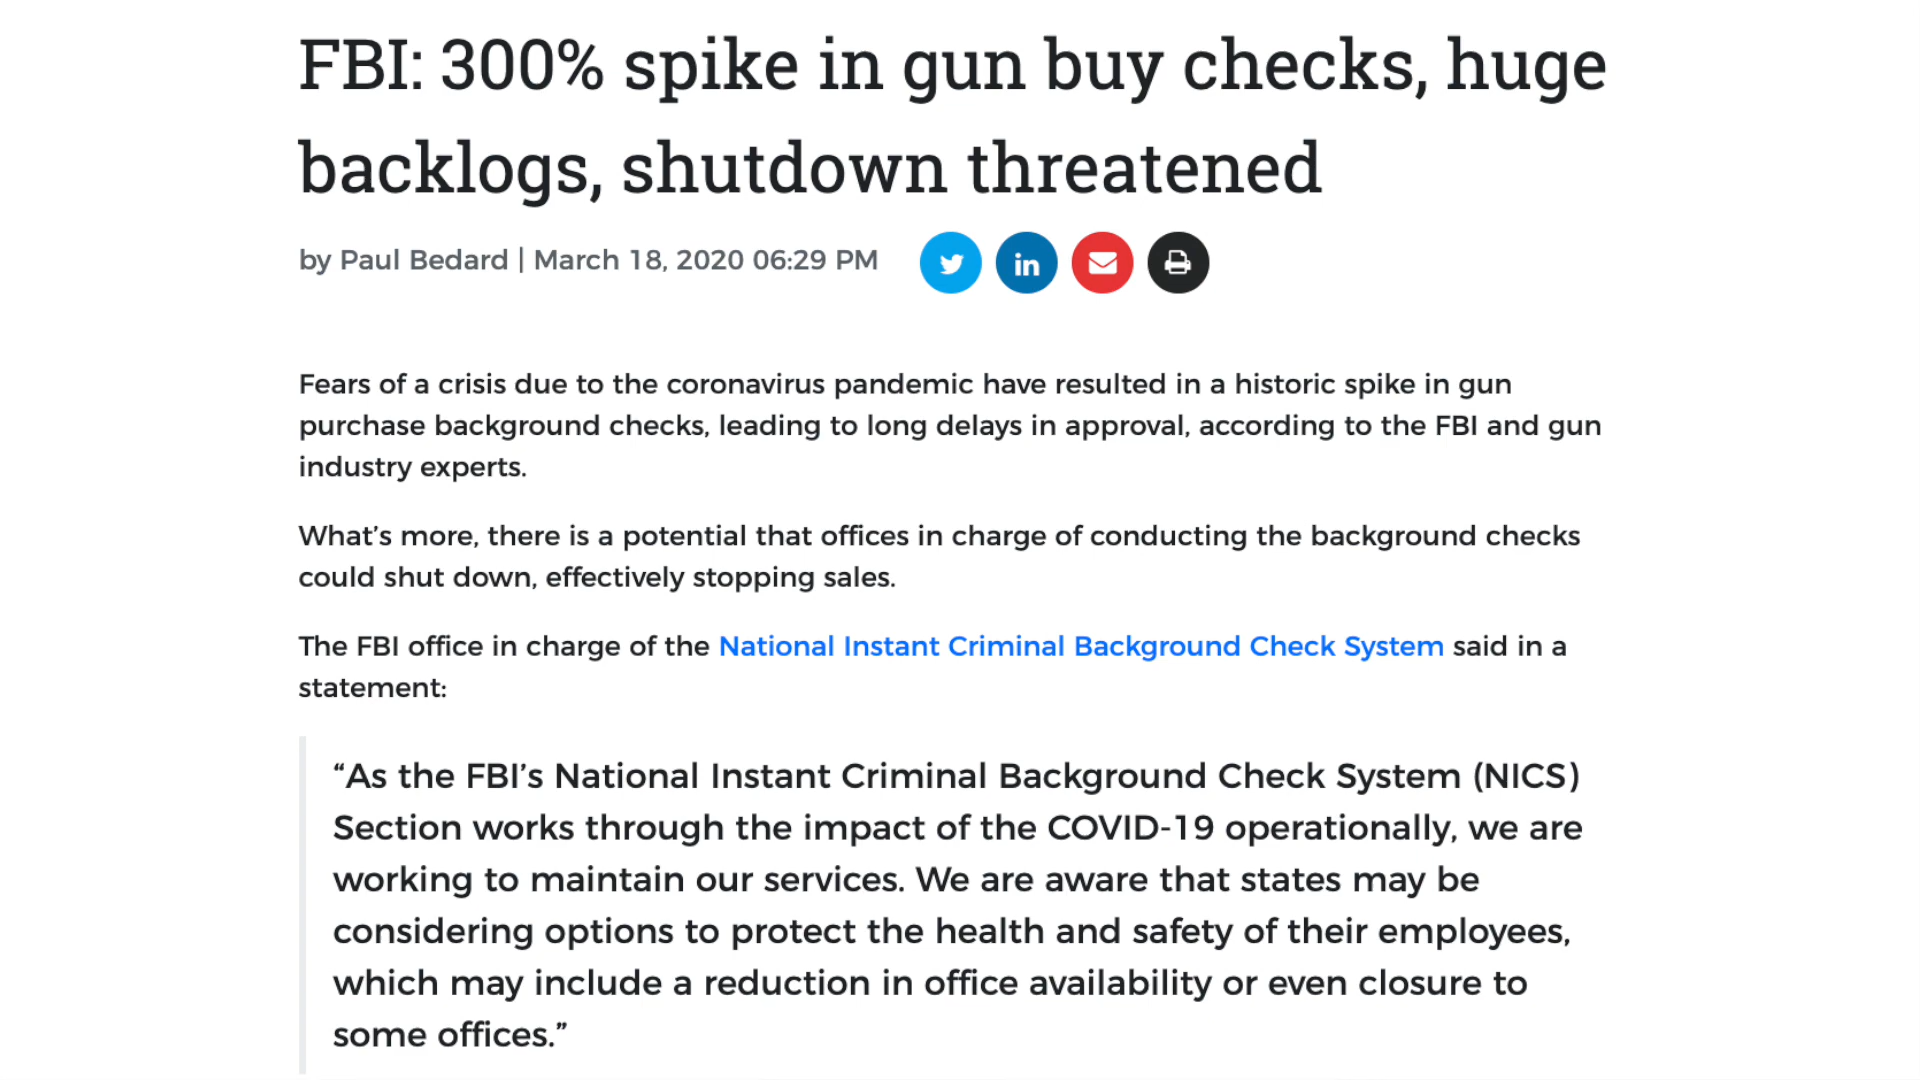 FBI: 300% spike in gun buy checks, huge
backlogs, shutdown threatened
by Paul Bedard | March 18, 2020 06:29 PM
in
Fears of a crisis due to the coronavirus pandemic have resulted in a historic spike in gun
purchase background checks, leading to long delays in approval, according to the FBI and gun
industry experts.
What’s more, there is a potential that offices in charge of conducting the background checks
could shut down, effectively stopping sales.
The FBI office in charge of the National Instant Criminal Background Check System said in a
statement:
“As the FBI’s National Instant Criminal Background Check System (NICS)
Section works through the impact of the COVID-19 operationally, we are
working to maintain our services. We are aware that states may be
considering options to protect the health and safety of their employees,
which may include a reduction in office availability or even closure to
some offices.”